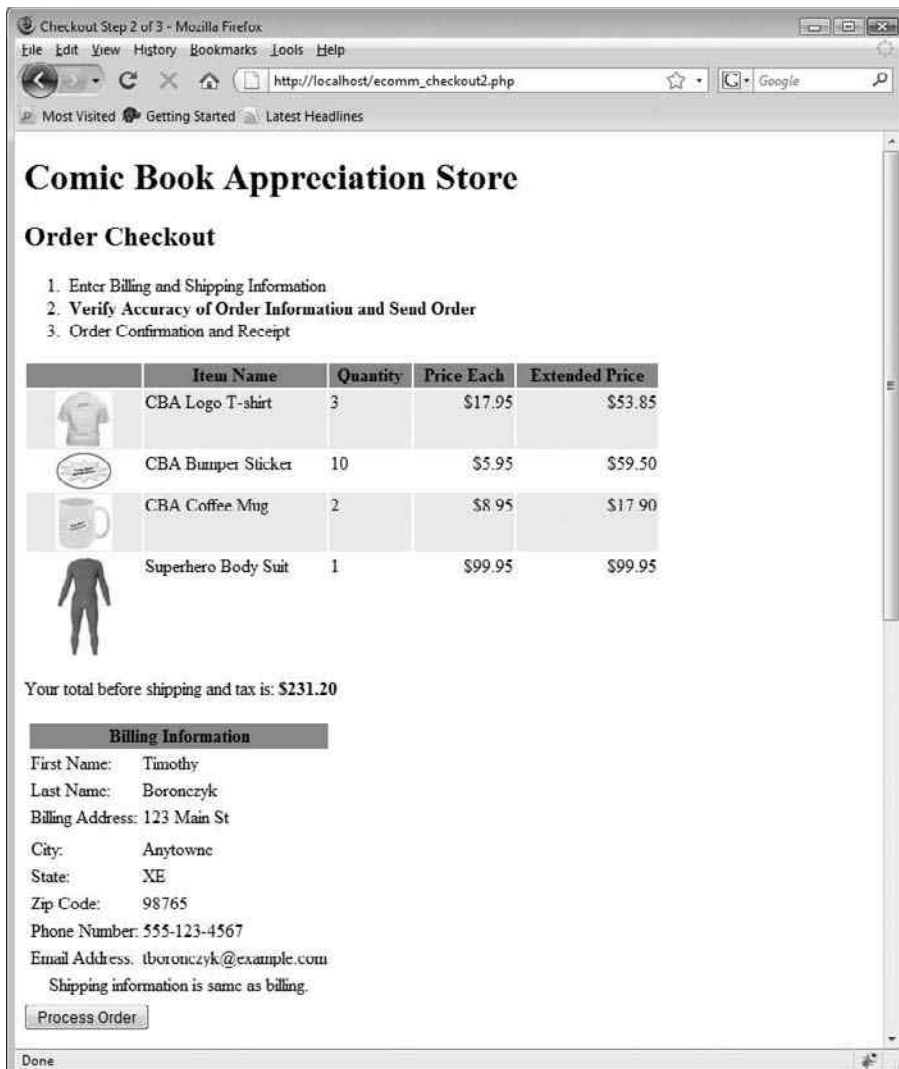 Checkout Step 2 of 3 - Mozilla Firefox
File Edit View History Bookmarks Tools Help
http://localhost/ecomm_checkout2.php
Google
Most Visited Getting Started Latest Headlines
Comic Book Appreciation Store
Order Checkout
1. Enter Billing and Shipping Information
2. Verify Accuracy of Order Information and Send Order
3. Order Confirmation and Receipt
Item Name Quantity Price Each Extended Price
CBA Logo T-shirt 3 $17.95 $53.85
CBA Bumper Sticker 10 $5.95 $59.50
CBA Coffee Mug 2 $8.95 $17.90
Superhero Body Suit 1 $99.95 $99.95
Your total before shipping and tax is: $231.20
Billing Information
First Name: Timothy
Last Name: Boronczyk
Billing Address: 123 Main St
City: Anytowne
State: XE
Zip Code: 98765
Phone Number: 555-123-4567
Email Address: tboronczyk@example.com
Shipping information is same as billing.
Process Order
Done